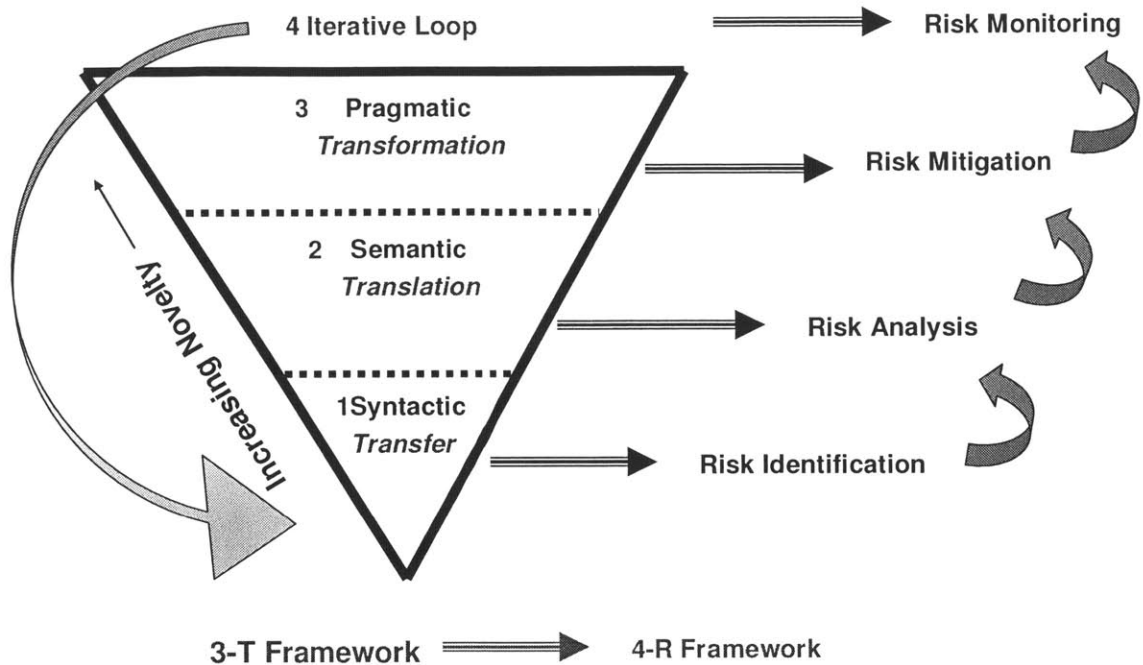 4 Iterative Loop
Risk Monitoring
3 Pragmatic
Transformation
Risk Mitigation
2 Semantic
Translation
Increasing Novelty
Risk Analysis
1Syntactic
Transfer
Risk Identification
3-T Framework
4-R Framework